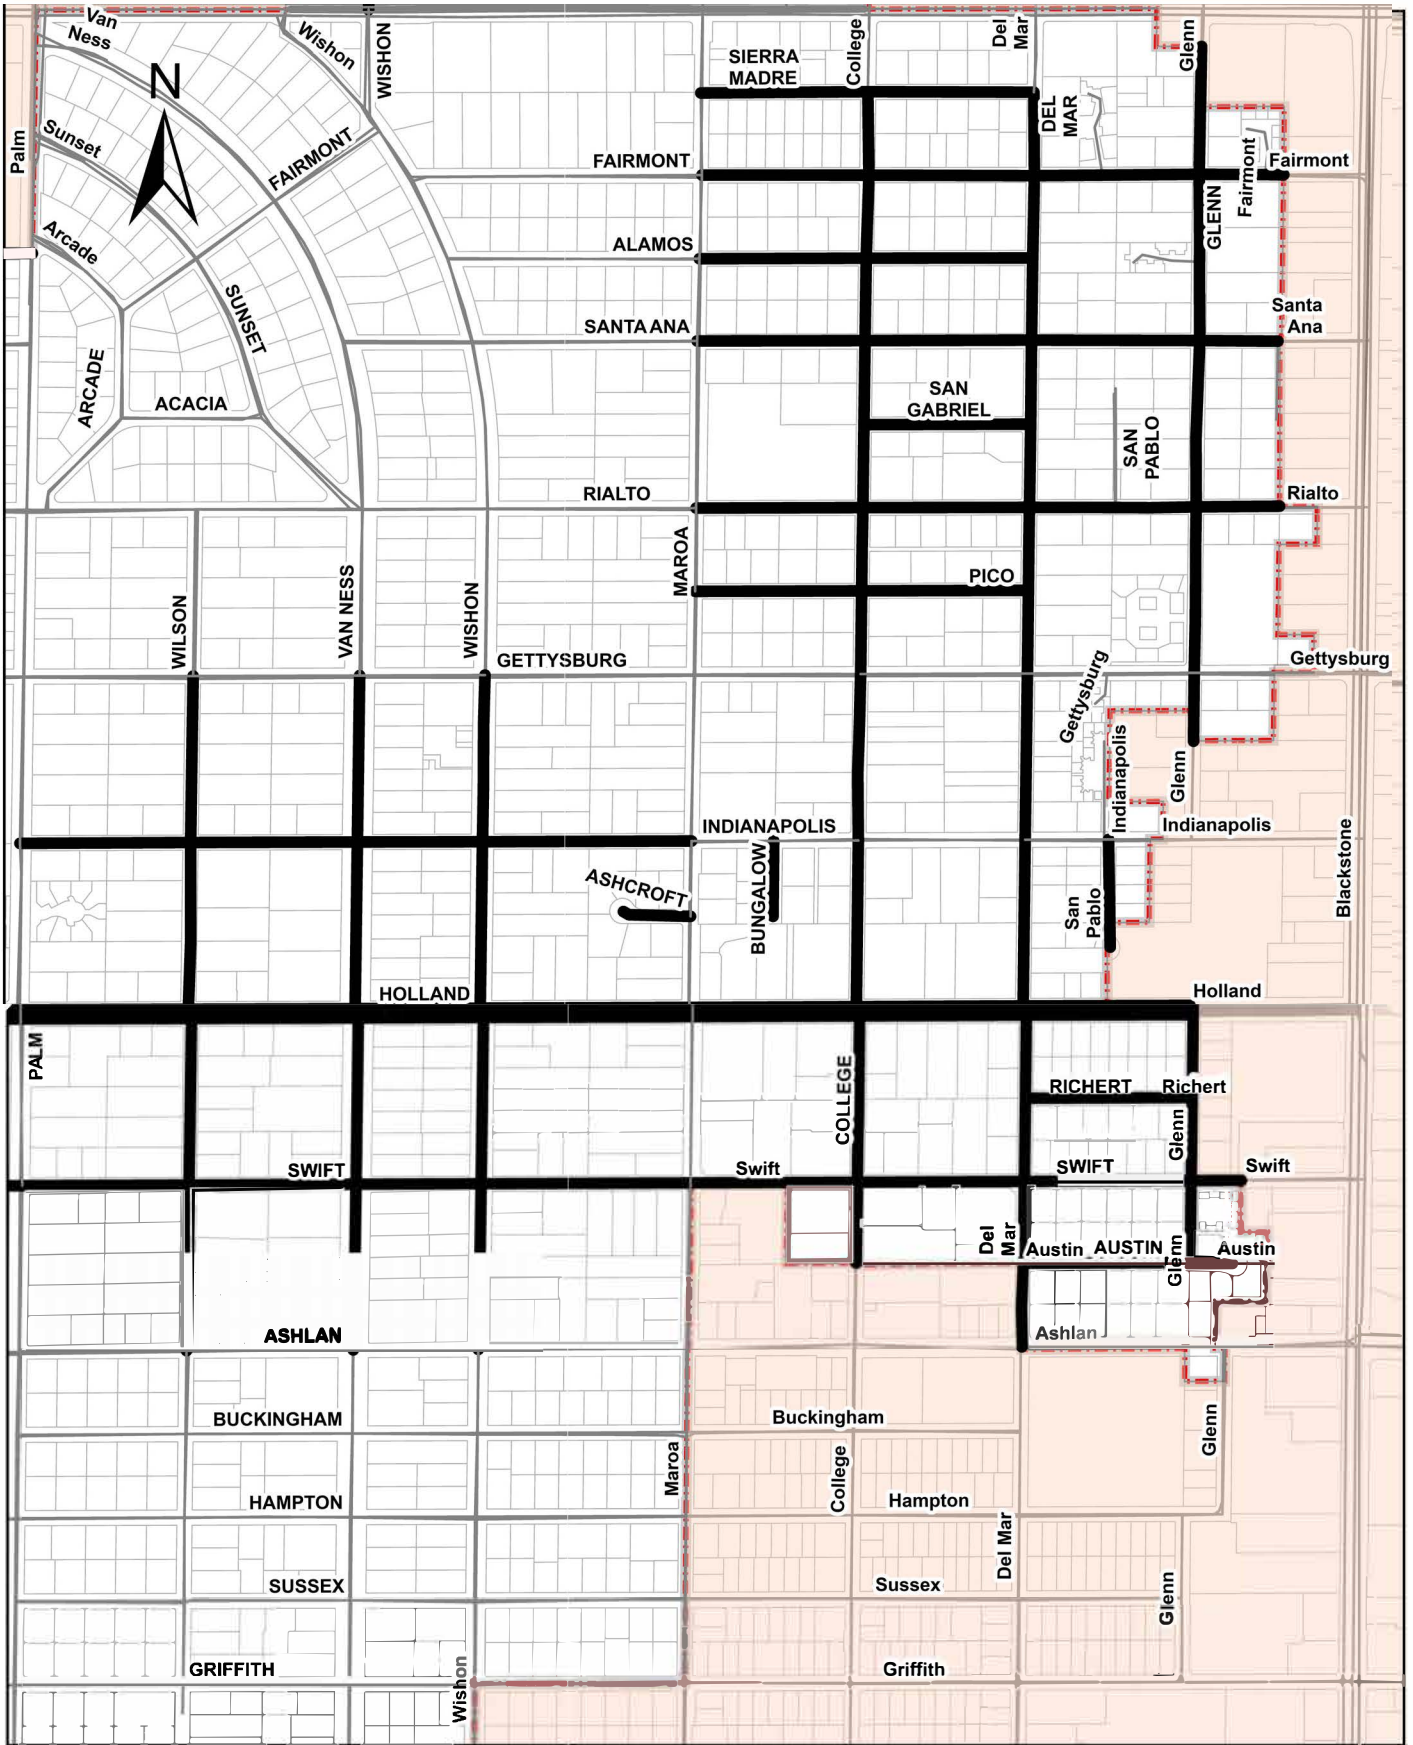 Van
Ness
Wishon
WISHON
College
Del
Mar
Glenn
SIERRA
MADRE
N
DEL
MAR
Palm
Sunset
FAIRMONT
FAIRMONT
Fairmont
Fairmont
GLENN
Arcade
ALAMOS
SUNSET
SANTA ANA
Santa
Ana
ARCADE
ACACIA
SAN
GABRIEL
SAN
PABLO
RIALTO
Rialto
MAROA
PICO
WILSON
VAN NESS
WISHON
GETTYSBURG
Gettysburg
Gettysburg
Indianapolis
Glenn
INDIANAPOLIS
Indianapolis
Blackstone
ASHCROFT
BUNGALOW
San
Pablo
HOLLAND
Holland
PALM
COLLEGE
RICHERT
Richert
Glenn
SWIFT
Swift
SWIFT
Swift
Del
Mar
Austin
AUSTIN
Glenn
Austin
ASHLAN
Ashlan
BUCKINGHAM
Buckingham
Glenn
Maroa
College
HAMPTON
Hampton
Del Mar
SUSSEX
Sussex
Glenn
GRIFFITH
Wishon
Griffith